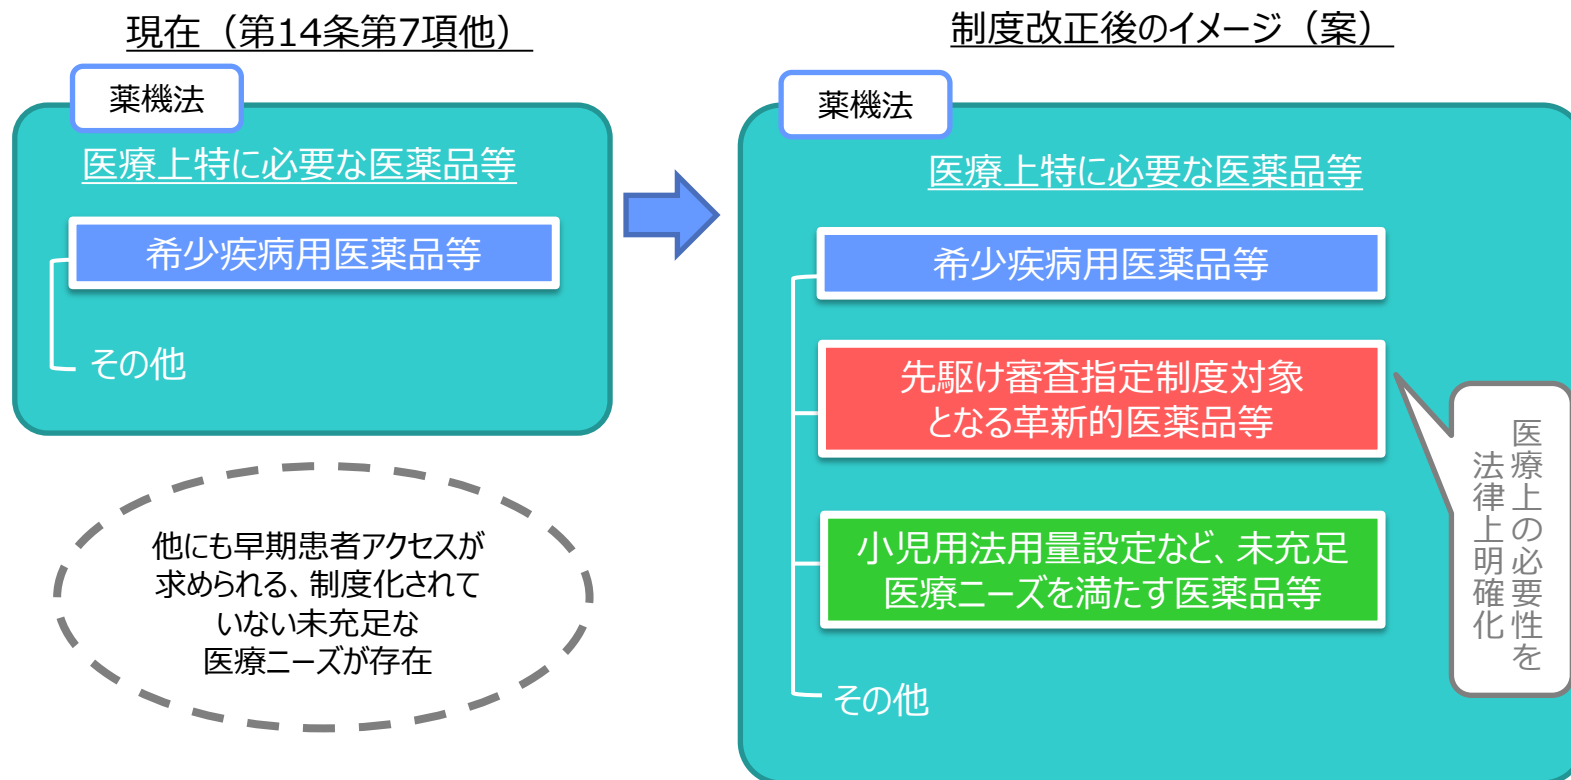 現在（第14条第7項他）
薬機法
医療上特に必要な医薬品等
希少疾病用医薬品等
その他
他にも早期患者アクセスが
求められる、制度化されて
いない未充足な
医療ニーズが存在
制度改正後のイメージ（案）
薬機法
医療上特に必要な医薬品等
希少疾病用医薬品等
先駆け審査指定制度対象
となる革新的医薬品等
小児用法用量設定など、未充足
医療ニーズを満たす医薬品等
その他
医療上の必要性を
法律上明確化